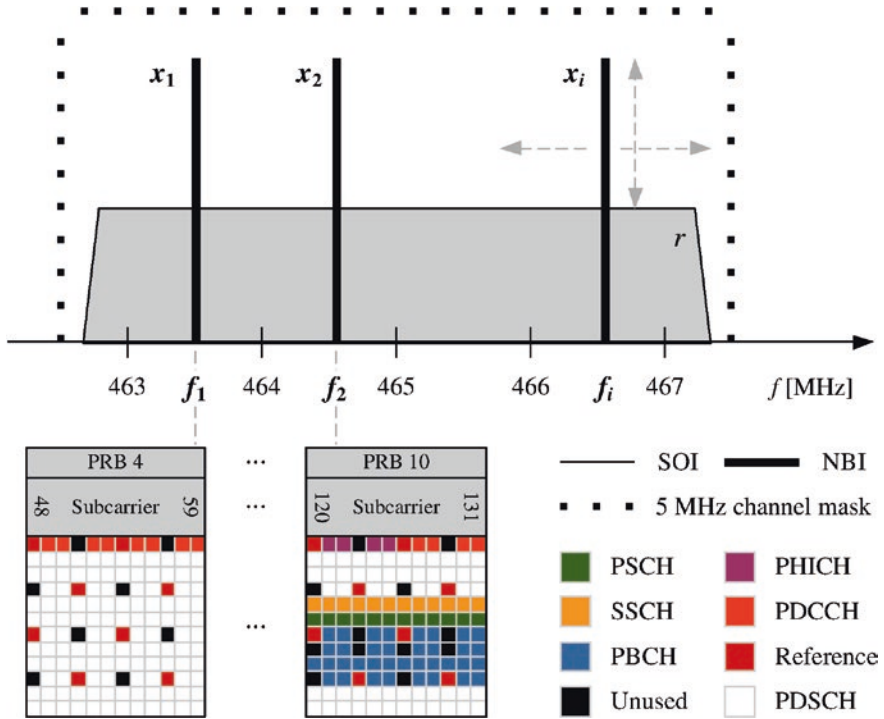 x1 x2 xi
r
463 f1 464 f2 465 466 fi 467 f [MHz]
PRB 4 ... PRB 10
48 Subcarrier 59 ... 120 Subcarrier 131
...
SOI NBI
5 MHz channel mask
PSCH PHICH
SSCH PDCCH
PBCH Reference
Unused PDSCH